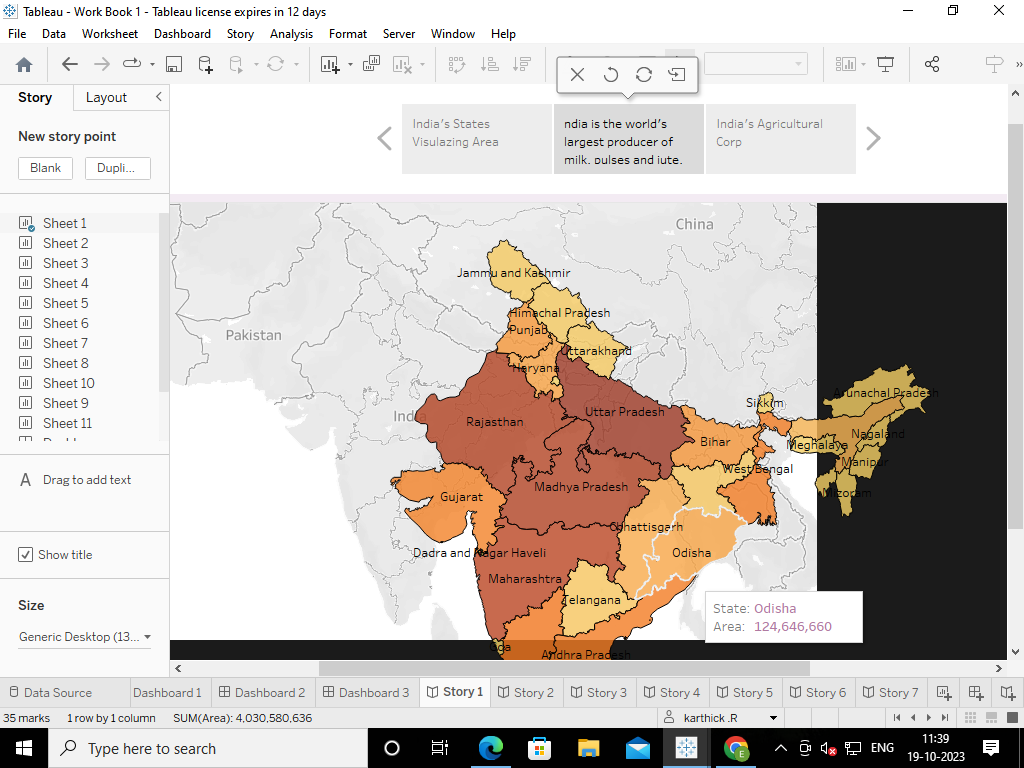 Tableau - Work Book 1 - Tableau license expires in 12 days
File Data Worksheet Dashboard Story Analysis Format Server Window Help
Story Layout
New story point
Blank Dupli...
Sheet 1
Sheet 2
Sheet 3
Sheet 4
Sheet 5
Sheet 6
Sheet 7
Sheet 8
Sheet 10
Sheet 9
Sheet 11
A Drag to add text
Show title
Size
Generic Desktop (13...
India's States
Visulazing Area
ndia is the world's
largest producer of
milk, pulses and jute,
India's Agricultural
Corp
China
Jammu and Kashmir
Himachal Pradesh
Punjab
Pakistan
Uttarakhand
Haryana
Arunachal Pradesh
Sikkim
India
Uttar Pradesh
Rajasthan
Nagaland
Bihar
Meghalaya
Manipur
West Bengal
Madhya Pradesh
Mizoram
Gujarat
Chhattisgarh
Dadra and Nagar Haveli
Odisha
Maharashtra
Telangana
State: Odisha
Area: 124,646,660
Goa
Andhra Pradesh
Data Source Dashboard 1 Dashboard 2 Dashboard 3 Story 1 Story 2 Story 3 Story 4 Story 5 Story 6 Story 7
35 marks 1 row by 1 column SUM(Area): 4,030,580,636 karthick .R
Type here to search
E
ENG
11:39
19-10-2023